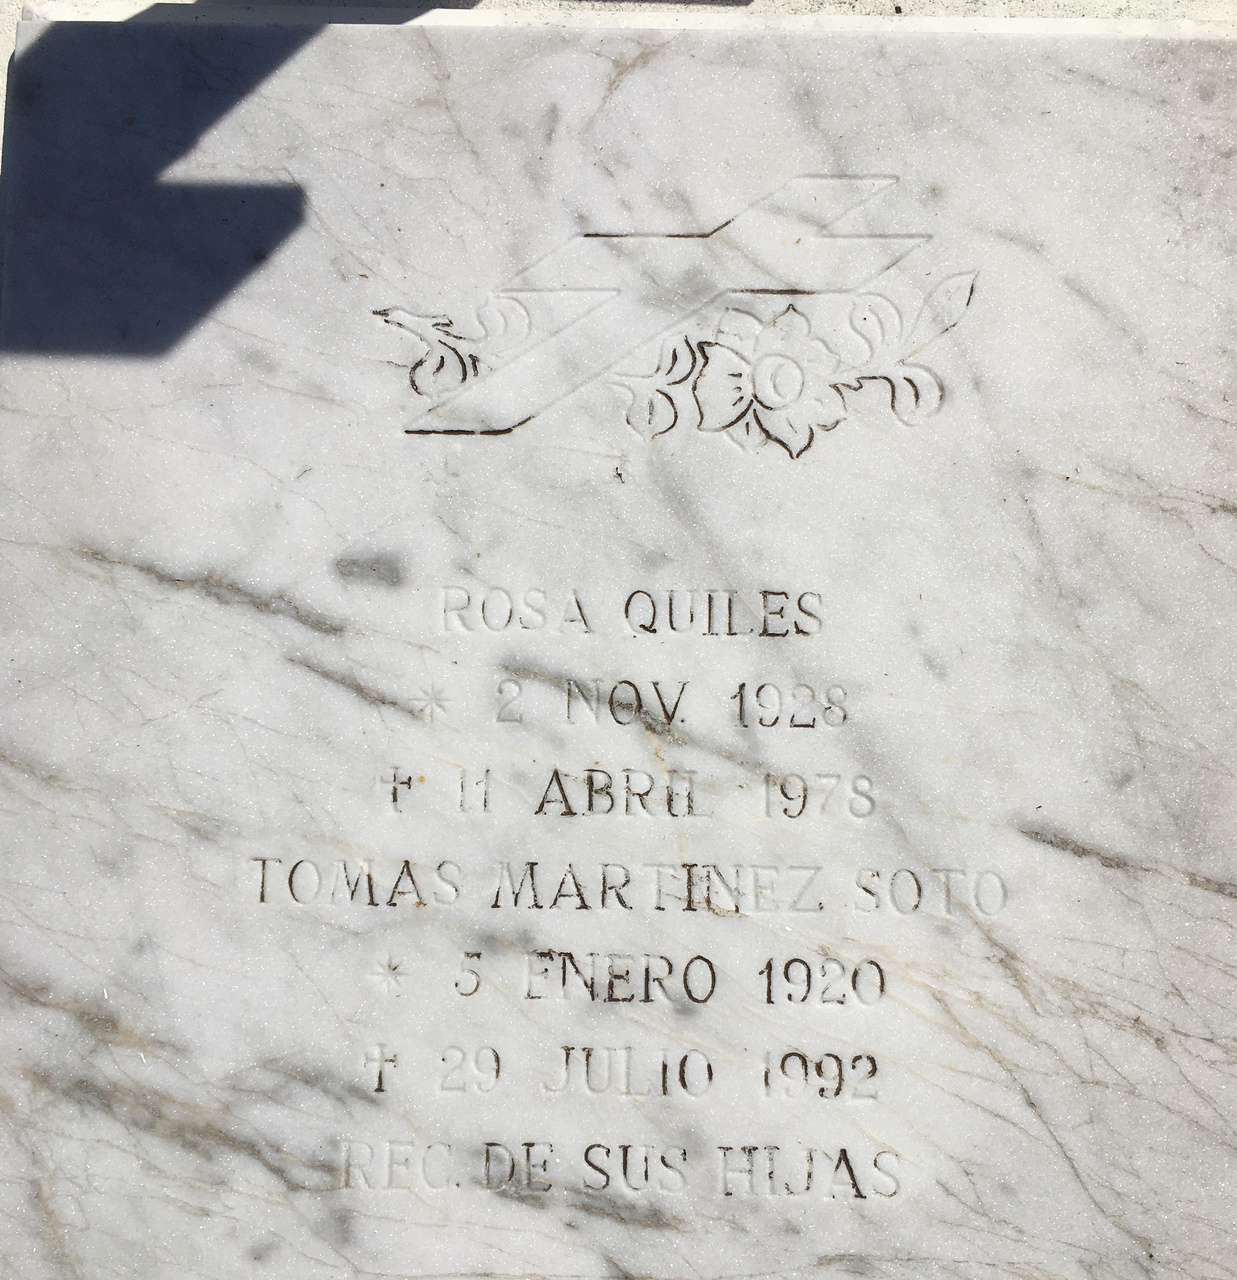 ROSA QUILES
* 2 NOV. 1928
✝ 11 ABRIL 1978
TOMAS MARTINEZ SOTO
* 5 ENERO 1920
✝ 29 JULIO 1992
REC. DE SUS HIJAS